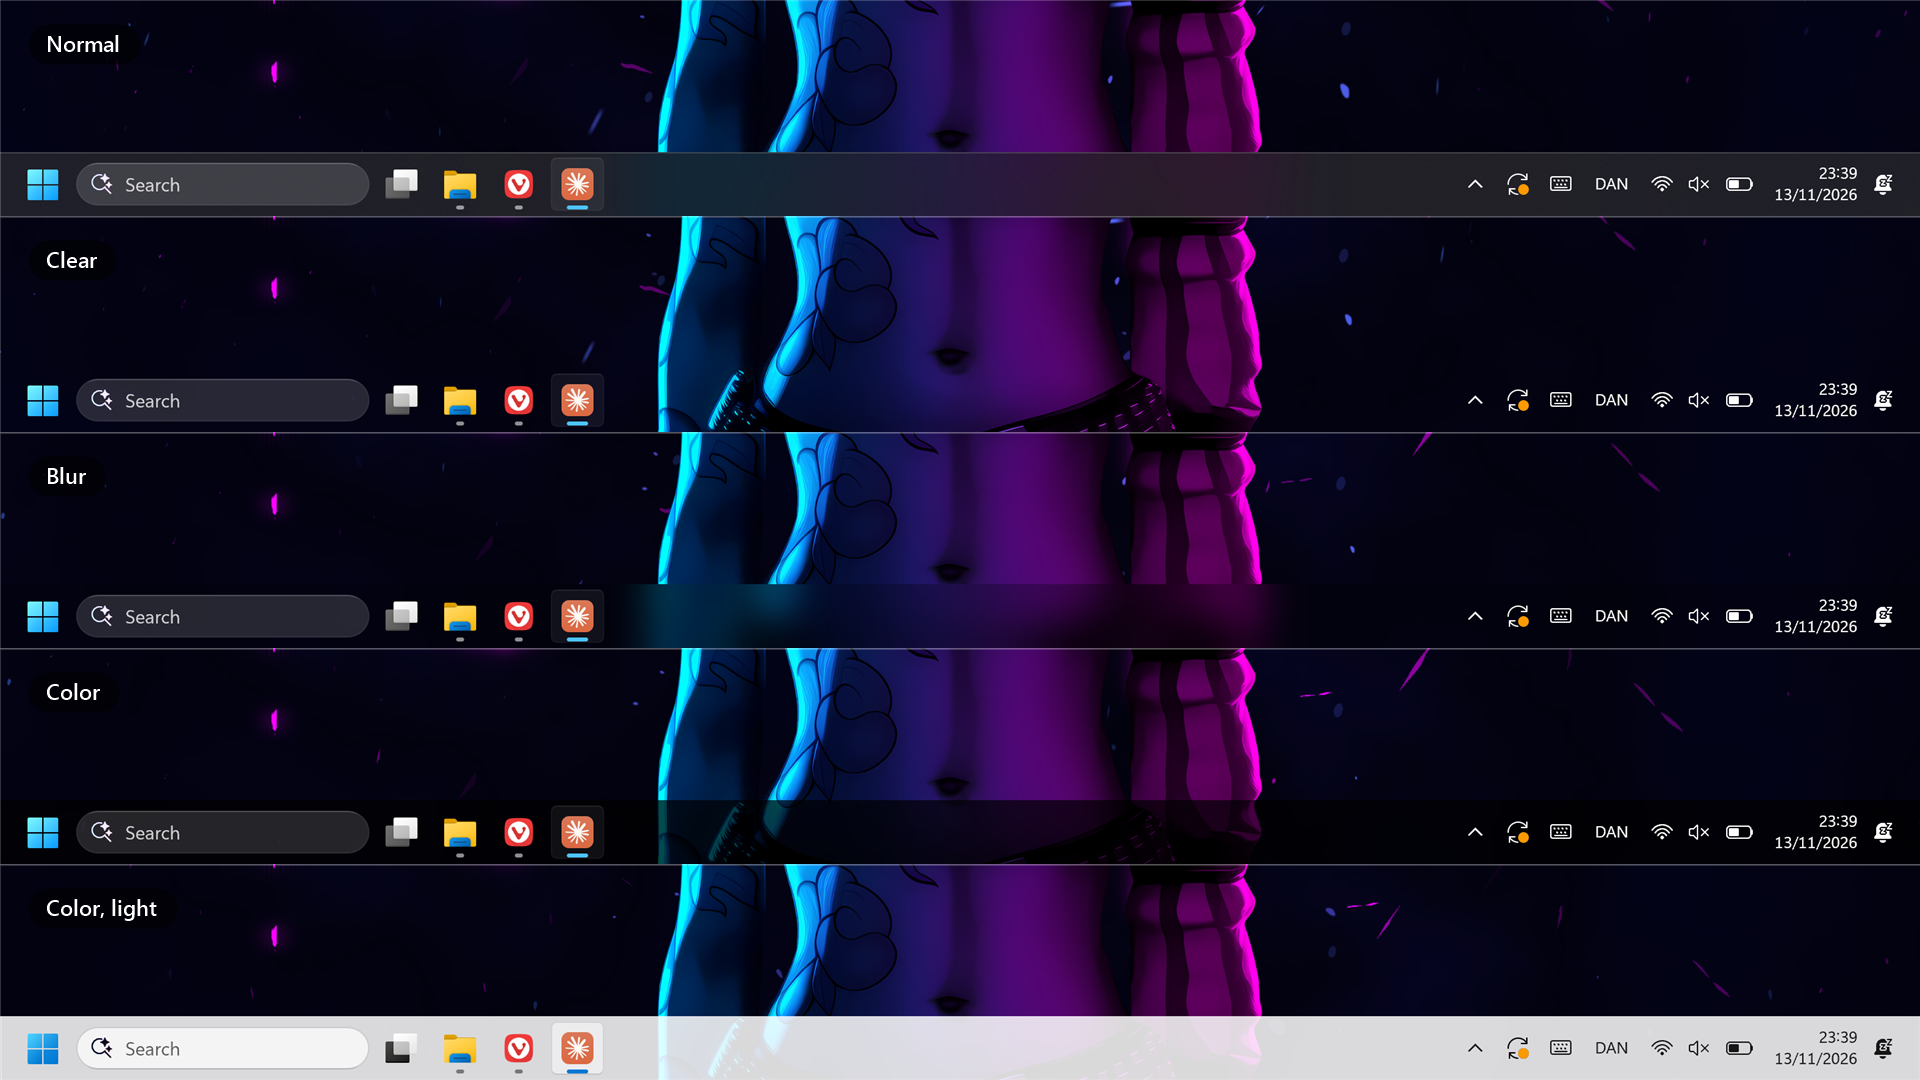 Normal
Search
DAN
23:39
13/11/2026
Clear
Search
DAN
23:39
13/11/2026
Blur
Search
DAN
23:39
13/11/2026
Color
Search
DAN
23:39
13/11/2026
Color, light
Search
DAN
23:39
13/11/2026